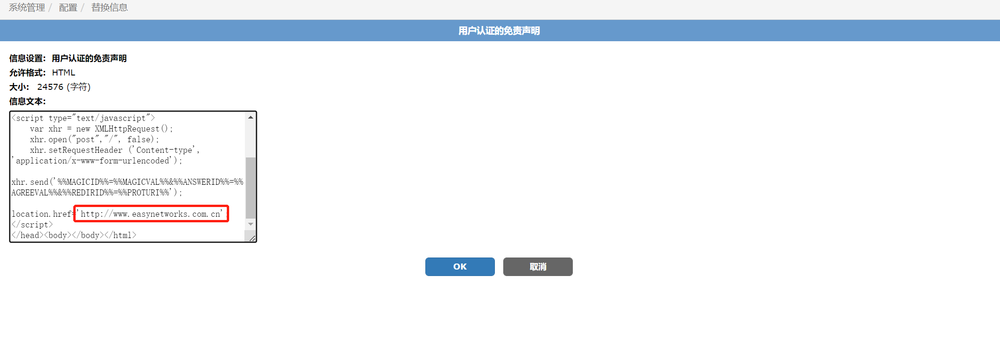 系统管理 / 配置 / 替换信息
用户认证的免责声明
信息设置: 用户认证的免责声明
允许格式: HTML
大小: 24576 (字符)
信息文本:
<script type="text/javascript">
var xhr = new XMLHttpRequest();
xhr.open("post","/", false);
xhr.setRequestHeader ('Content-type',
'application/x-www-form-urlencoded');
xhr.send('%%MAGICID%%=%%MAGICVAL%%&%%ANSWERID%%=%%
AGREEVAL%%&%%REDIRID%%=%%PROTURI%%');
location.href='http://www.easynetworks.com.cn';
</script>
</head><body></body></html>
OK 取消